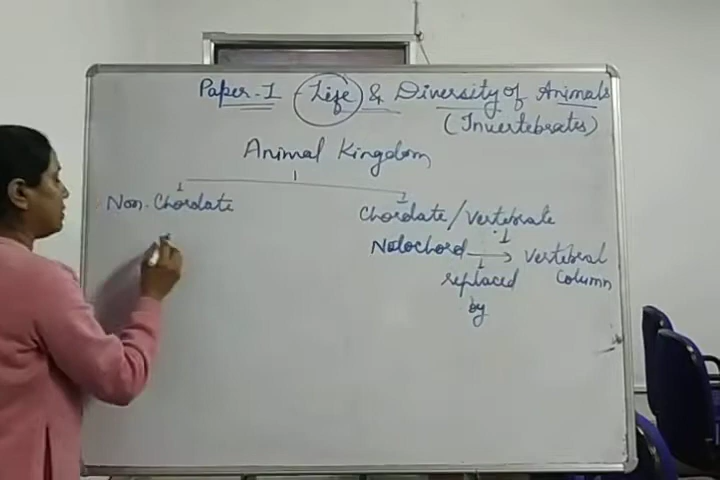 Paper-I - Life & Diversity of Animals
(Invertebrates)
Animal Kingdom
Non-Chordate
Chordate/Vertebrate
Notochord → Vertebral Column
replaced
by